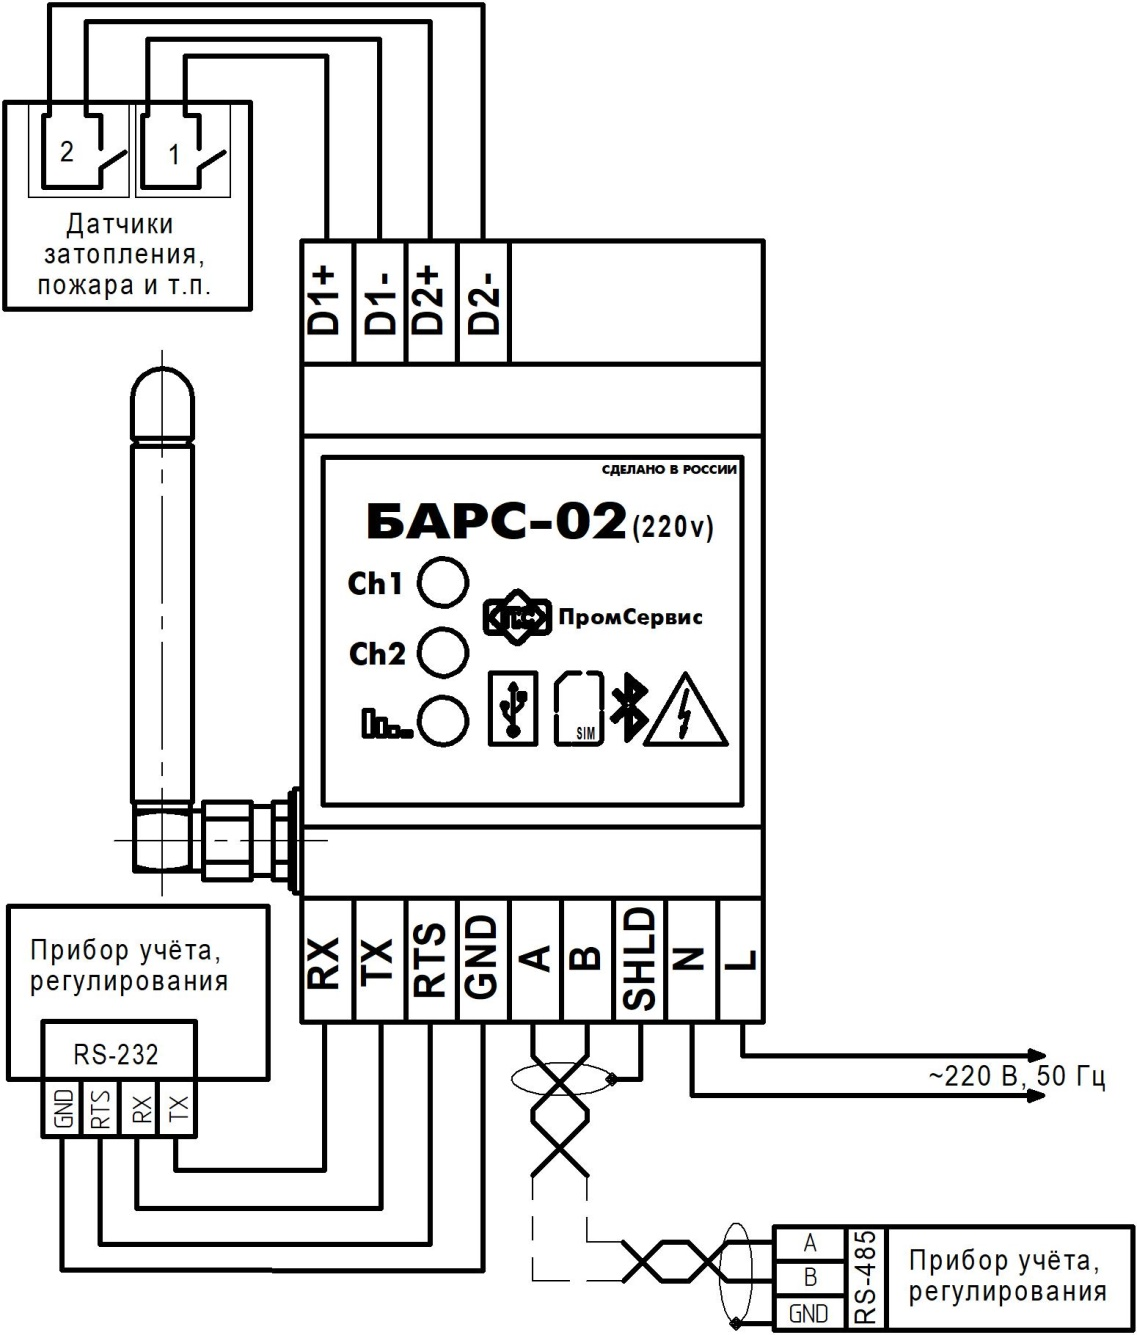 2
1
Датчики
затопления,
пожара и т.п.
D1+
D1-
D2+
D2-
СДЕЛАНО В РОССИИ
БАРС-02 (220v)
Ch1
ПС ПромСервис
Ch2
SIM
RX
TX
RTS
GND
A
B
SHLD
N
L
Прибор учёта,
регулирования
RS-232
GND
RTS
RX
TX
~220 В, 50 Гц
A
B
GND
RS-485
Прибор учёта,
регулирования